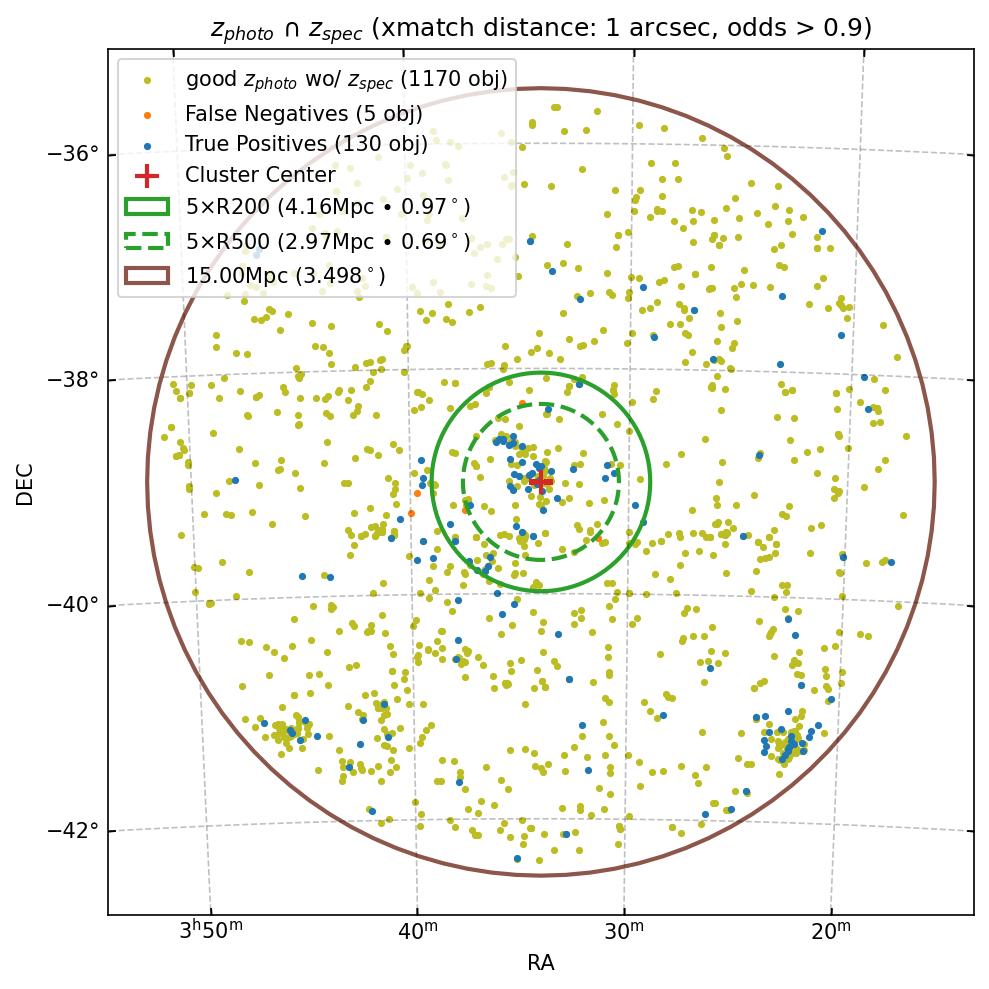 z_photo ∩ z_spec (xmatch distance: 1 arcsec, odds > 0.9)
good z_photo wo/ z_spec (1170 obj)
False Negatives (5 obj)
True Positives (130 obj)
Cluster Center
5×R200 (4.16Mpc • 0.97°)
5×R500 (2.97Mpc • 0.69°)
15.00Mpc (3.498°)
−36°
−38°
−40°
−42°
DEC
3ʰ50ᵐ 40ᵐ 30ᵐ 20ᵐ
RA